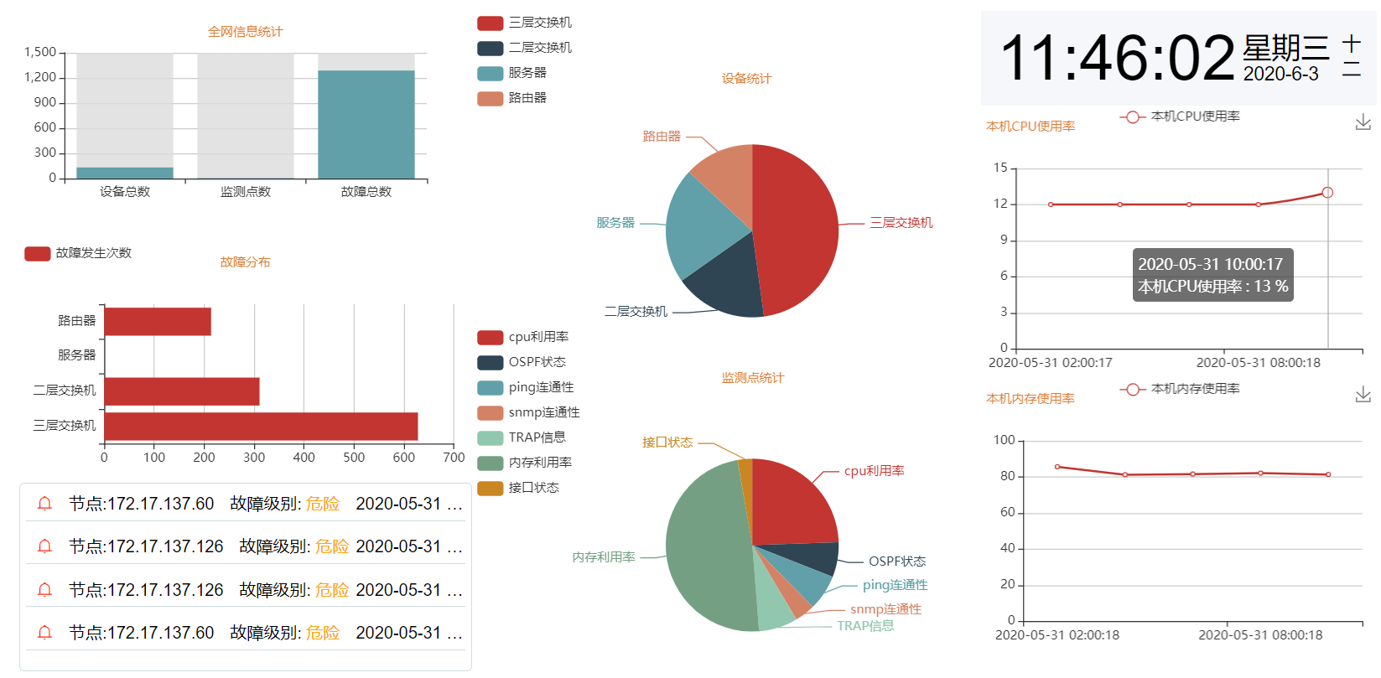 全网信息统计
1,500
1,200
900
600
300
0
设备总数 监测点数 故障总数
故障发生次数
故障分布
路由器
服务器
二层交换机
三层交换机
0 100 200 300 400 500 600 700
节点:172.17.137.60 故障级别: 危险 2020-05-31 ...
节点:172.17.137.126 故障级别: 危险 2020-05-31 ...
节点:172.17.137.126 故障级别: 危险 2020-05-31 ...
节点:172.17.137.60 故障级别: 危险 2020-05-31 ...
三层交换机
二层交换机
服务器
路由器
设备统计
路由器
服务器
三层交换机
二层交换机
cpu利用率
OSPF状态
ping连通性
snmp连通性
TRAP信息
内存利用率
接口状态
监测点统计
接口状态
cpu利用率
内存利用率
OSPF状态
ping连通性
snmp连通性
TRAP信息
11:46:02 星期三 十二
2020-6-3
本机CPU使用率
本机CPU使用率
15
12
9
6
3
0
2020-05-31 10:00:17
本机CPU使用率 : 13 %
2020-05-31 02:00:17 2020-05-31 08:00:18
本机内存使用率
本机内存使用率
100
80
60
40
20
0
2020-05-31 02:00:18 2020-05-31 08:00:18